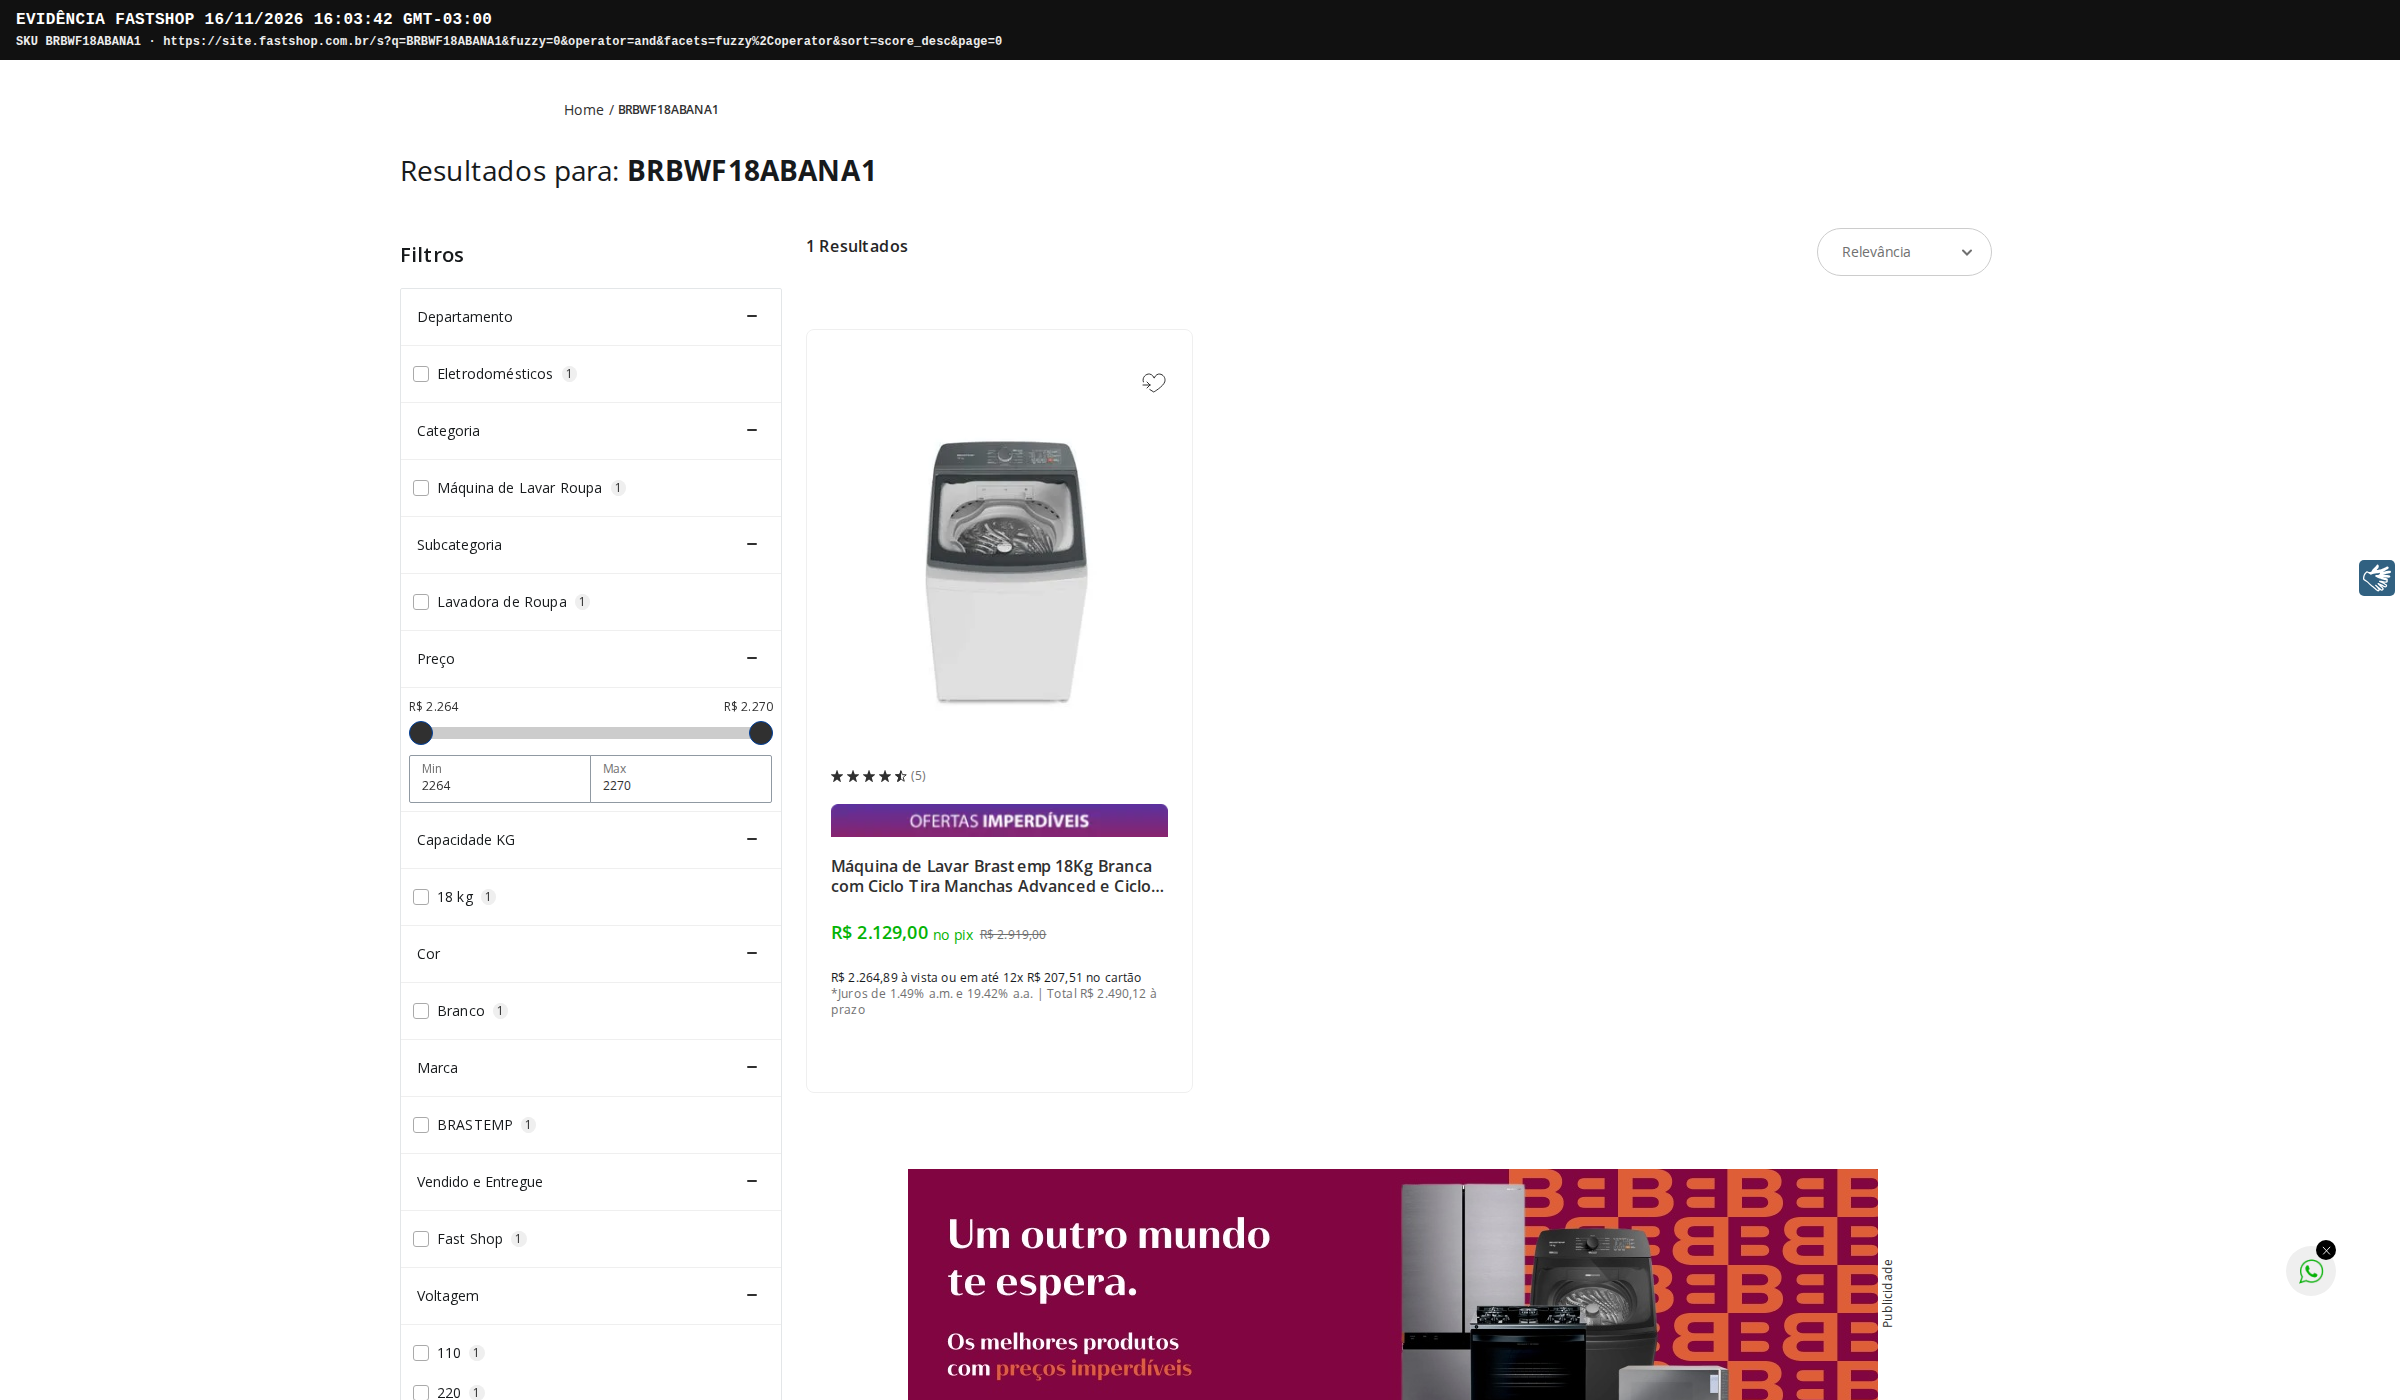 EVIDÊNCIA FASTSHOP 16/11/2026 16:03:42 GMT-03:00
SKU BRBWF18ABANA1 · https://site.fastshop.com.br/s?q=BRBWF18ABANA1&fuzzy=0&operator=and&facets=fuzzy%2Coperator&sort=score_desc&page=0
Home / BRBWF18ABANA1
Resultados para: BRBWF18ABANA1
Filtros
1 Resultados
Relevância
Departamento
Eletrodomésticos 1
Categoria
Máquina de Lavar Roupa 1
Subcategoria
Lavadora de Roupa 1
Preço
R$ 2.264 R$ 2.270
Min Max
2264 2270
Capacidade KG
18 kg 1
Cor
Branco 1
Marca
BRASTEMP 1
Vendido e Entregue
Fast Shop 1
Voltagem
110 1
220 1
(5)
OFERTAS IMPERDÍVEIS
Máquina de Lavar Brastemp 18Kg Branca
com Ciclo Tira Manchas Advanced e Ciclo...
R$ 2.129,00 no pix R$ 2.919,00
R$ 2.264,89 à vista ou em até 12x R$ 207,51 no cartão
*Juros de 1.49% a.m. e 19.42% a.a. | Total R$ 2.490,12 à
prazo
Um outro mundo
te espera.
Os melhores produtos
com preços imperdíveis
Publicidade